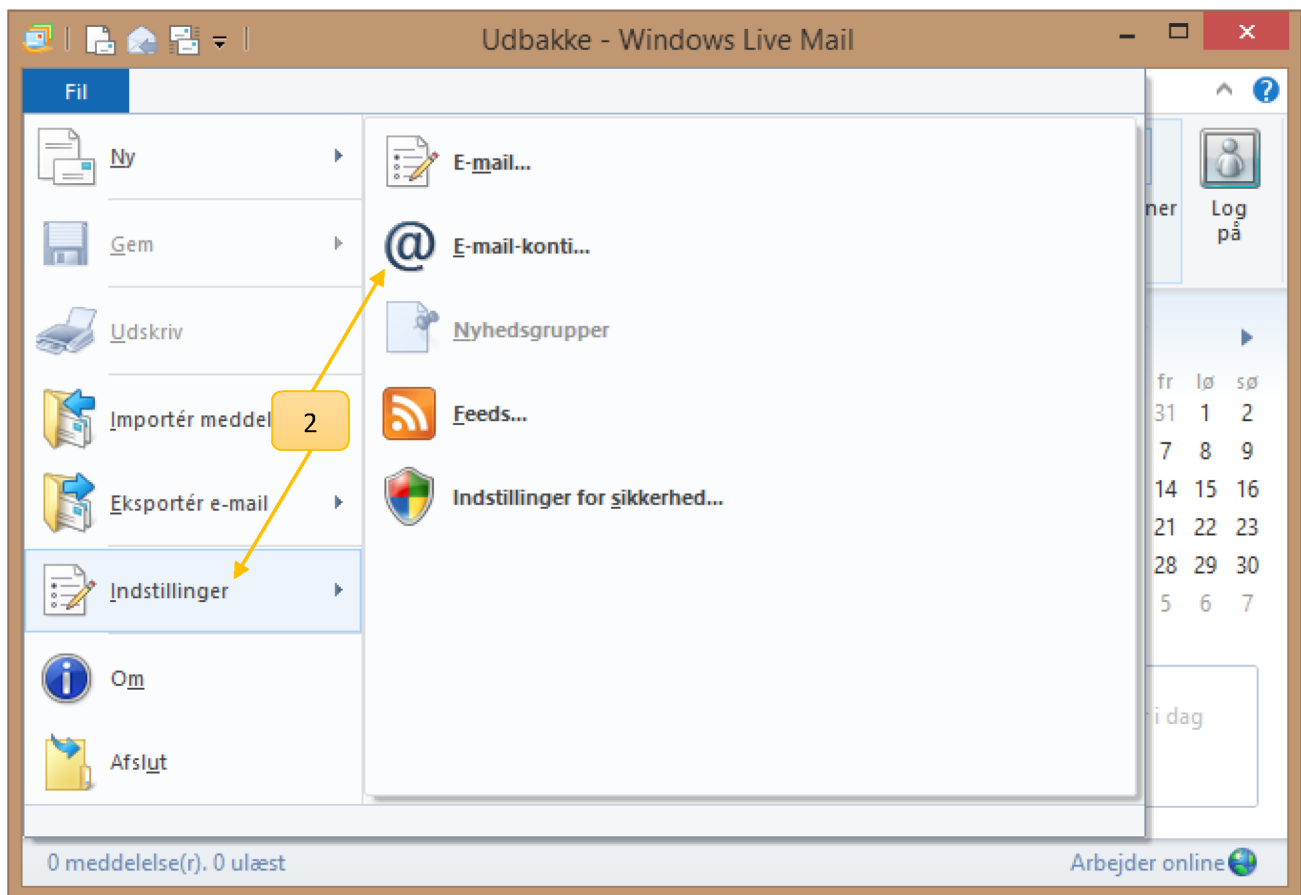 Udbakke - Windows Live Mail
Fil
Ny
Gem
Udskriv
Importér meddel
Eksportér e-mail
Indstillinger
Om
Afslut
2
E-mail...
E-mail-konti...
Nyhedsgrupper
Feeds...
Indstillinger for sikkerhed...
ner
Log
på
fr lø sø
31 1 2
7 8 9
14 15 16
21 22 23
28 29 30
5 6 7
i dag
0 meddelelse(r). 0 ulæst
Arbejder online